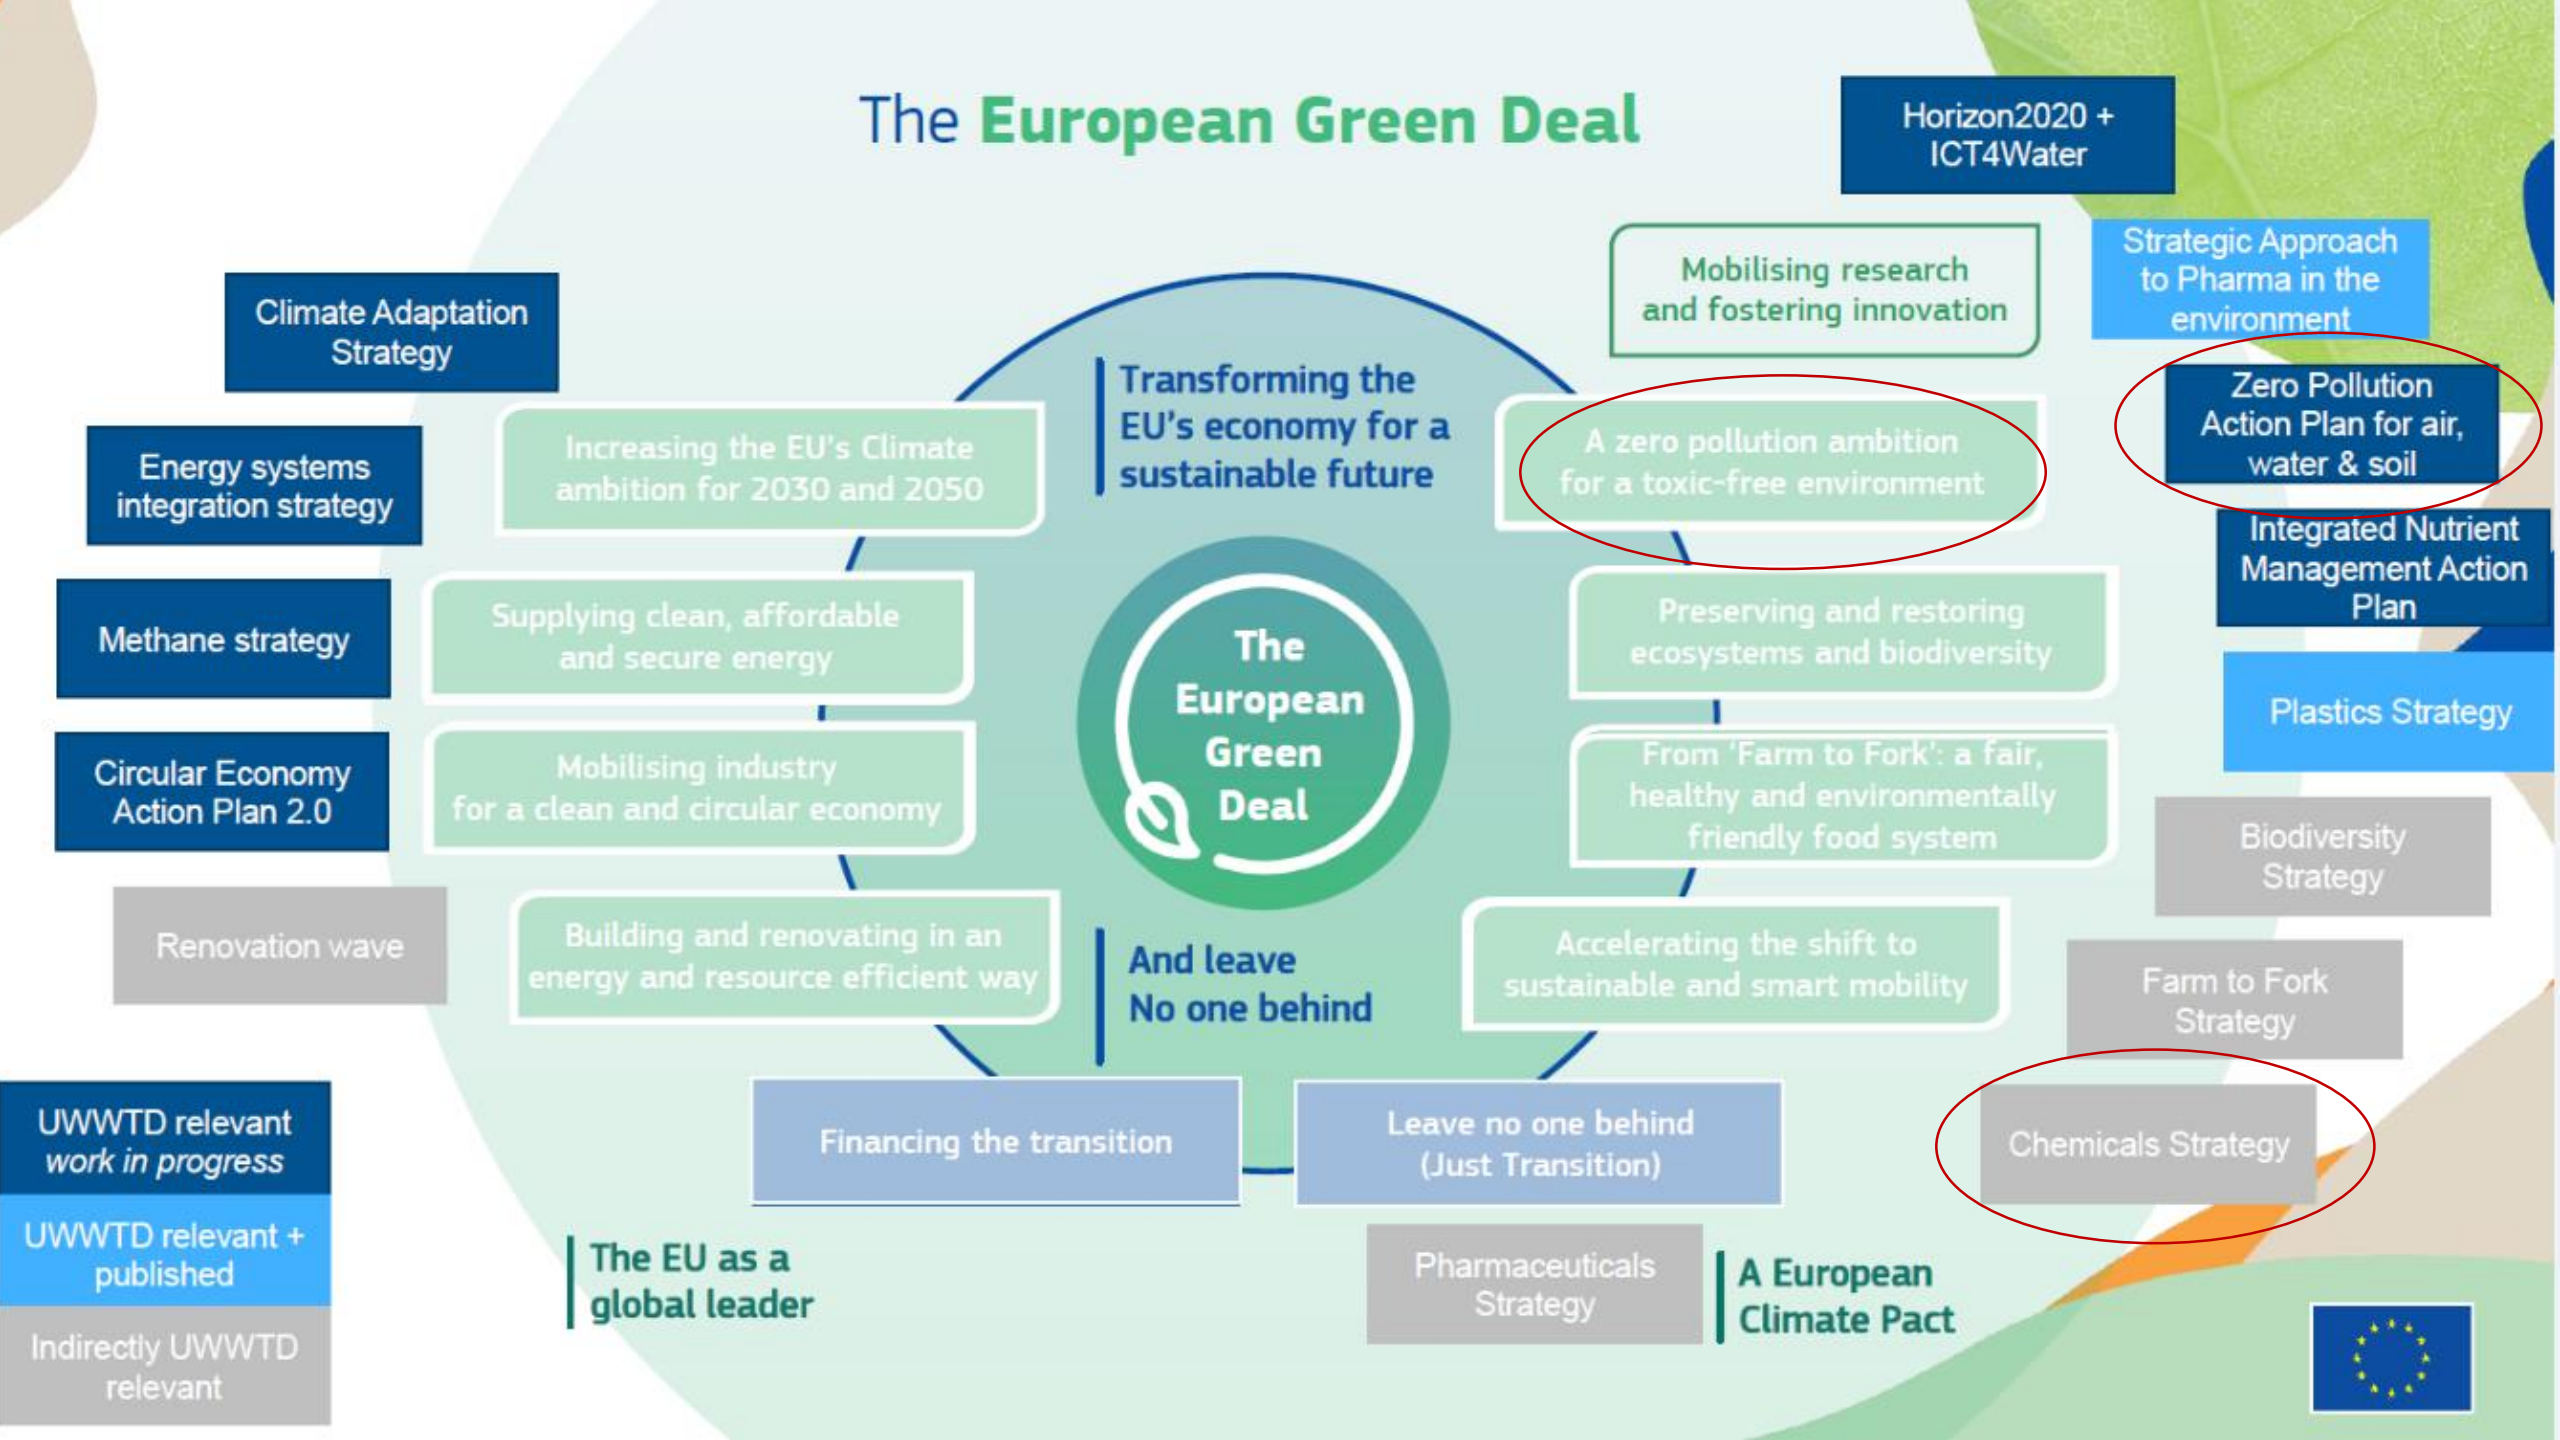 The European Green Deal
Horizon2020 +
ICT4Water
Strategic Approach
to Pharma in the
environment
Mobilising research
and fostering innovation
Climate Adaptation
Strategy
Transforming the
EU's economy for a
sustainable future
Zero Pollution
Action Plan for air,
water & soil
Energy systems
integration strategy
Increasing the EU's Climate
ambition for 2030 and 2050
A zero pollution ambition
for a toxic-free environment
Integrated Nutrient
Management Action
Plan
Methane strategy
Supplying clean, affordable
and secure energy
The
European
Green
Deal
Preserving and restoring
ecosystems and biodiversity
Plastics Strategy
Circular Economy
Action Plan 2.0
Mobilising industry
for a clean and circular economy
From 'Farm to Fork': a fair,
healthy and environmentally
friendly food system
Biodiversity
Strategy
Renovation wave
Building and renovating in an
energy and resource efficient way
And leave
No one behind
Accelerating the shift to
sustainable and smart mobility
Farm to Fork
Strategy
UWWTD relevant
work in progress
Financing the transition
Leave no one behind
(Just Transition)
Chemicals Strategy
UWWTD relevant +
published
The EU as a
global leader
Pharmaceuticals
Strategy
A European
Climate Pact
Indirectly UWWTD
relevant